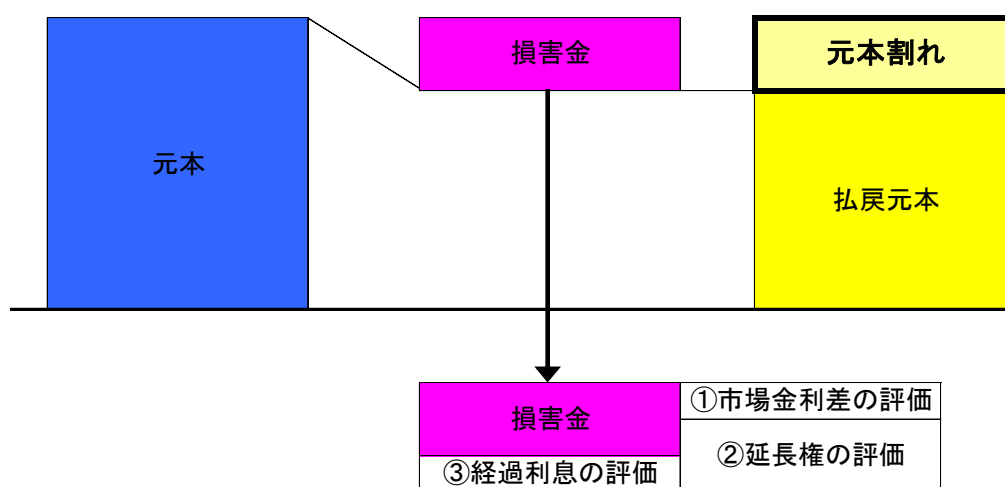 損害金
元本割れ
元本
払戻元本
損害金
①市場金利差の評価
②延長権の評価
③経過利息の評価